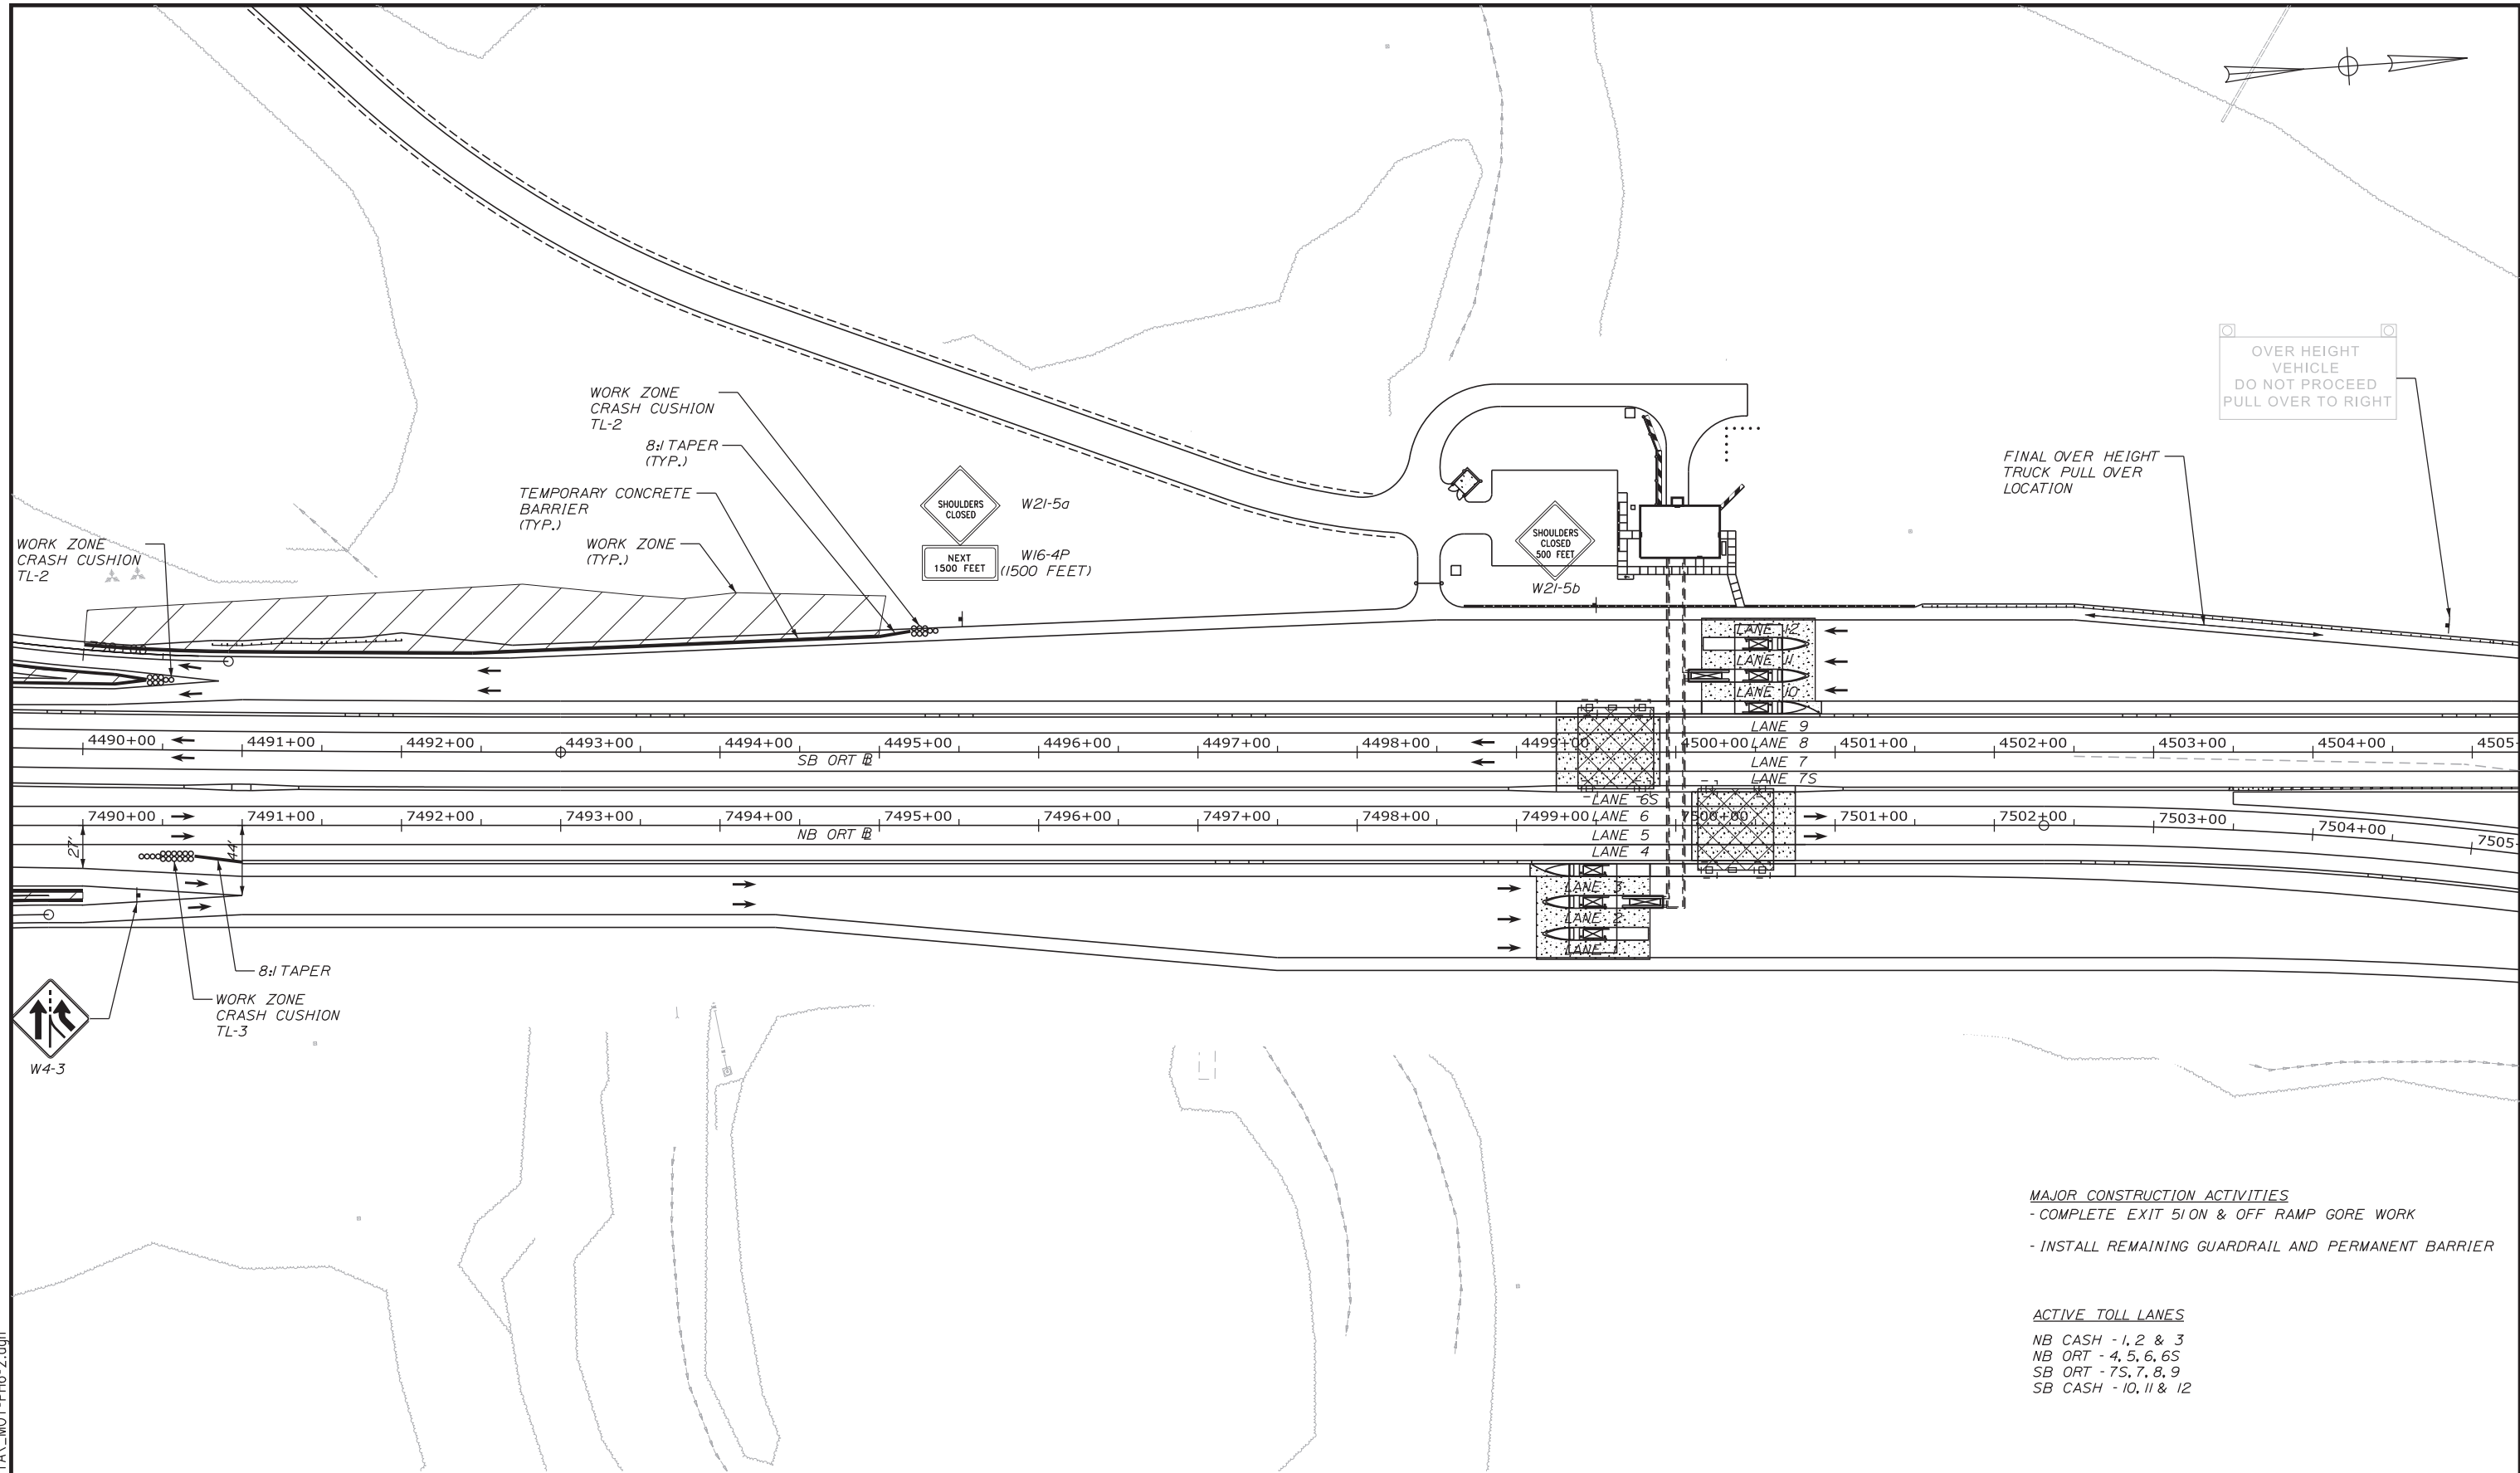 OVER HEIGHT
VEHICLE
DO NOT PROCEED
PULL OVER TO RIGHT
FINAL OVER HEIGHT
TRUCK PULL OVER
LOCATION
WORK ZONE
CRASH CUSHION
TL-2
8:1 TAPER
(TYP.)
TEMPORARY CONCRETE
BARRIER
(TYP.)
WORK ZONE
(TYP.)
SHOULDERS
CLOSED
W21-5a
NEXT
1500 FEET
W16-4P
(1500 FEET)
SHOULDERS
CLOSED
500 FEET
W21-5b
WORK ZONE
CRASH CUSHION
TL-2
LANE 12
LANE 11
LANE 10
LANE 9
4490+00 4491+00 4492+00 4493+00 4494+00 4495+00 4496+00 4497+00 4498+00 4499+00 4500+00 LANE 8 4501+00 4502+00 4503+00 4504+00 4505+
SB ORT BL
LANE 7
LANE 7S
LANE 6S
7490+00 7491+00 7492+00 7493+00 7494+00 7495+00 7496+00 7497+00 7498+00 7499+00 LANE 6 7500+00 7501+00 7502+00 7503+00 7504+00 7505+
NB ORT BL
LANE 5
LANE 4
27'
44'
LANE 3
LANE 2
LANE 1
8:1 TAPER
WORK ZONE
CRASH CUSHION
TL-3
W4-3
MAJOR CONSTRUCTION ACTIVITIES
- COMPLETE EXIT 51 ON & OFF RAMP GORE WORK
- INSTALL REMAINING GUARDRAIL AND PERMANENT BARRIER
ACTIVE TOLL LANES
NB CASH - 1, 2 & 3
NB ORT - 4, 5, 6, 6S
SB ORT - 7S, 7, 8, 9
SB CASH - 10, 11 & 12